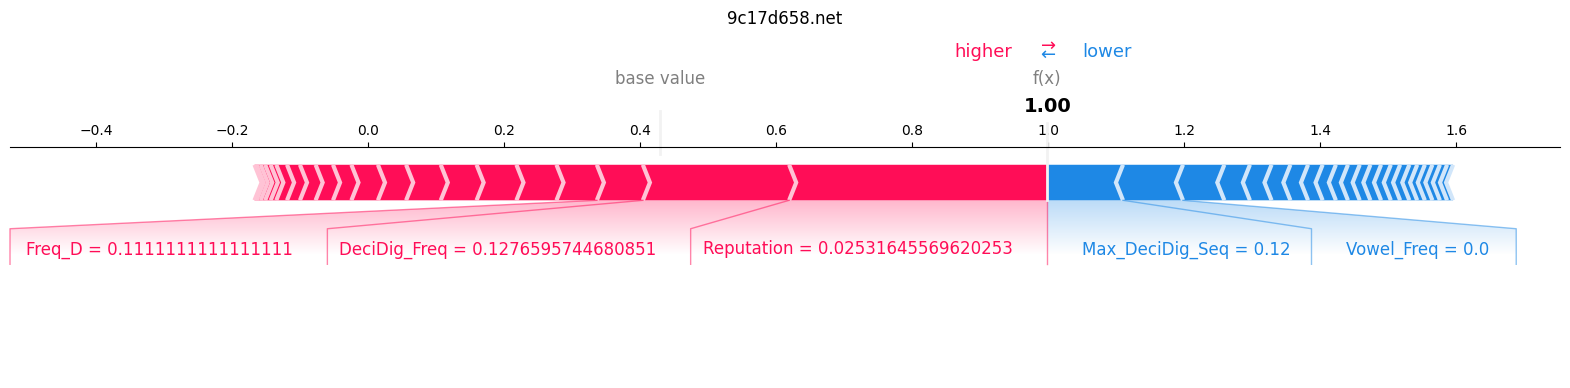 9c17d658.net
higher → ← lower
base value f(x)
1.00
−0.4 −0.2 0.0 0.2 0.4 0.6 0.8 1.0 1.2 1.4 1.6
Freq_D = 0.1111111111111111 DeciDig_Freq = 0.1276595744680851 Reputation = 0.02531645569620253 Max_DeciDig_Seq = 0.12 Vowel_Freq = 0.0